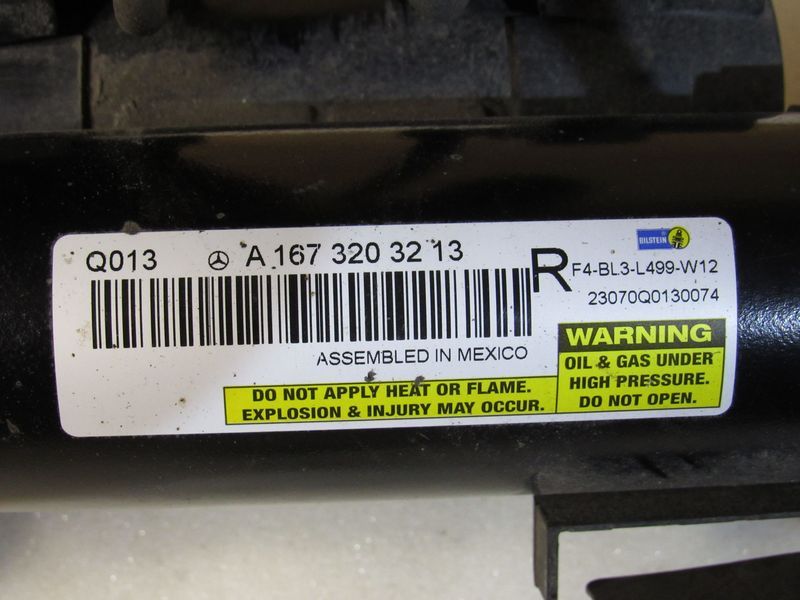 Q013 A 167 320 32 13
R
BILSTEIN
F4-BL3-L499-W12
23070Q0130074
ASSEMBLED IN MEXICO
WARNING
OIL & GAS UNDER
HIGH PRESSURE.
DO NOT OPEN.
DO NOT APPLY HEAT OR FLAME.
EXPLOSION & INJURY MAY OCCUR.